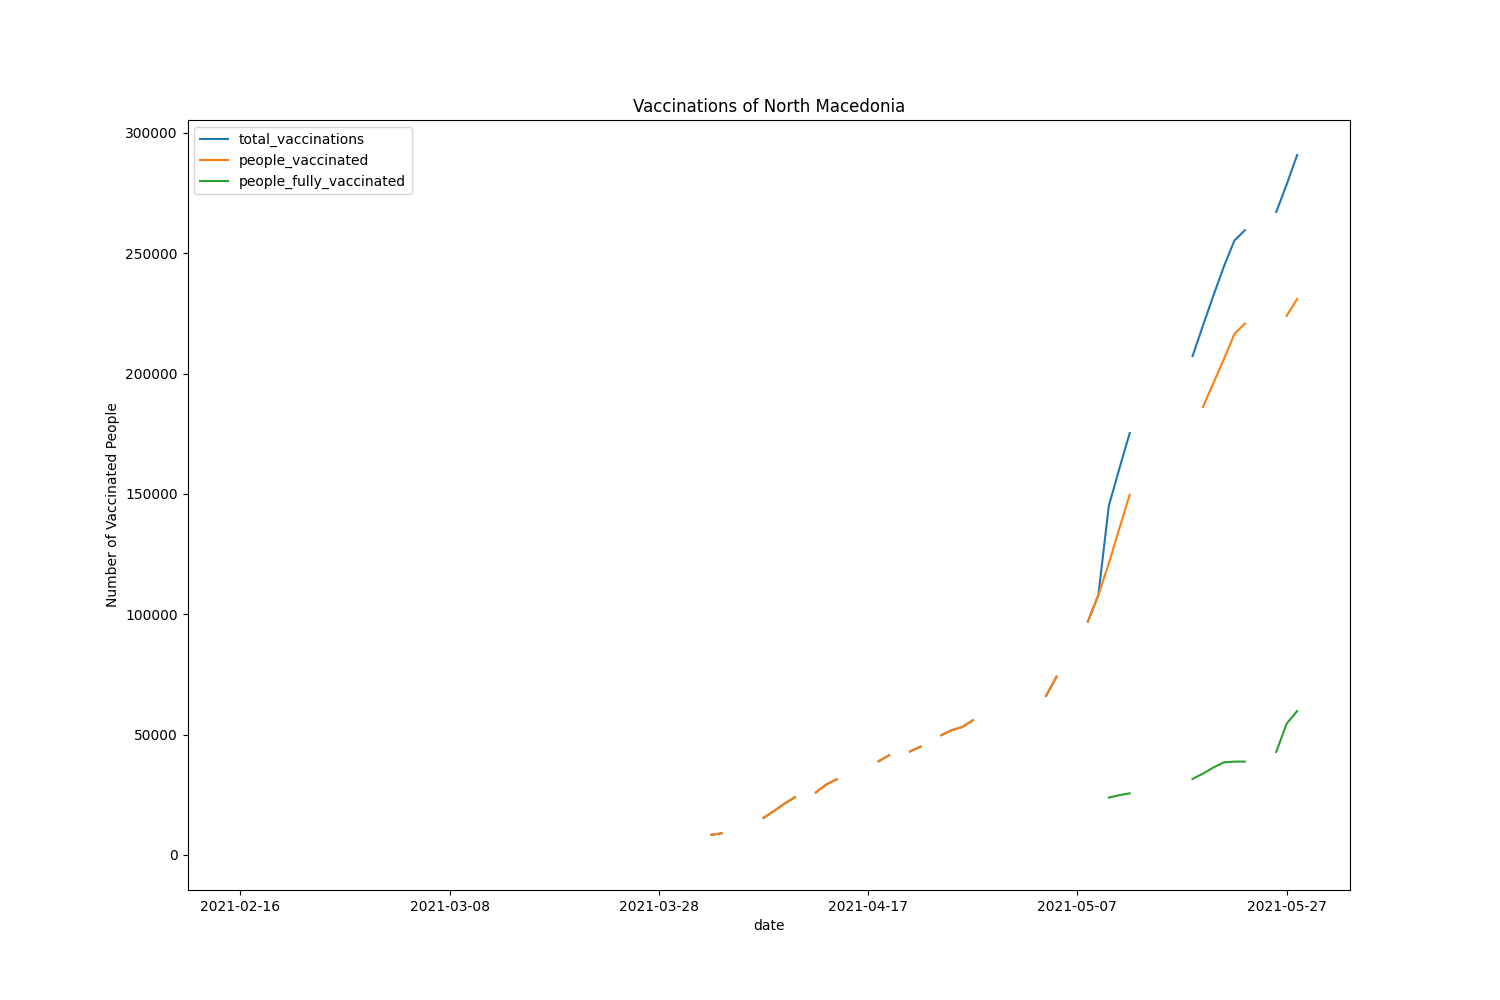 Vaccinations of North Macedonia
total_vaccinations
people_vaccinated
people_fully_vaccinated
300000
250000
200000
150000
100000
50000
0
Number of Vaccinated People
2021-02-16 2021-03-08 2021-03-28 2021-04-17 2021-05-07 2021-05-27
date